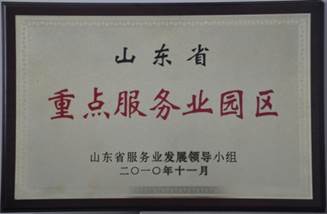 山东省
重点服务业园区
山东省服务业发展领导小组
二〇一〇年十一月